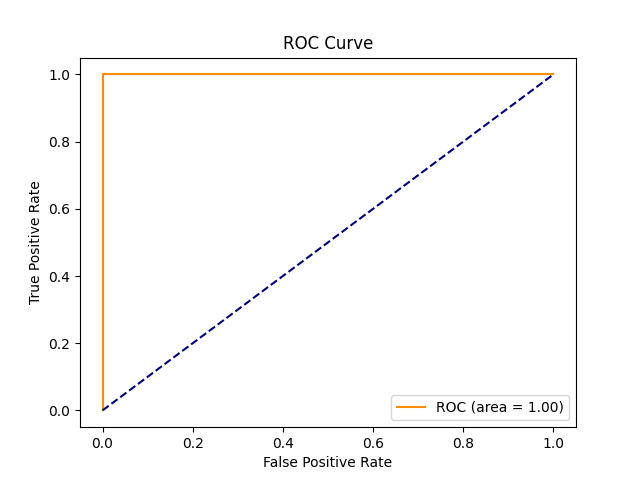 ROC Curve
1.0
0.8
0.6
0.4
0.2
0.0
True Positive Rate
ROC (area = 1.00)
0.0 0.2 0.4 0.6 0.8 1.0
False Positive Rate